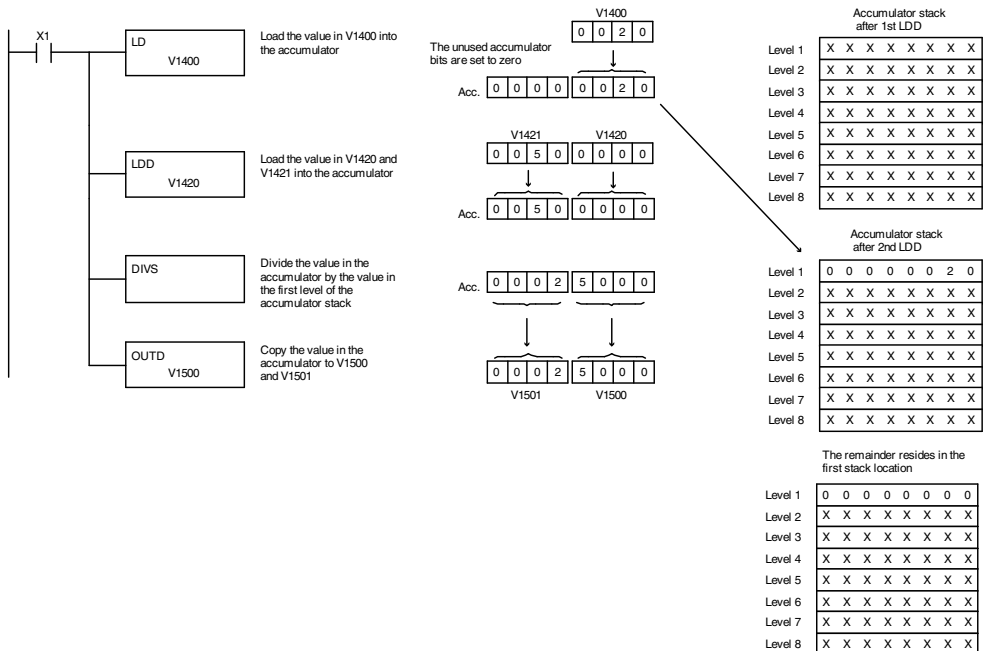 X1
LD
V1400
Load the value in V1400 into
the accumulator
LDD
V1420
Load the value in V1420 and
V1421 into the accumulator
DIVS
Divide the value in the
accumulator by the value in
the first level of the
accumulator stack
OUTD
V1500
Copy the value in the
accumulator to V1500
and V1501
V1400
0 0 2 0
The unused accumulator
bits are set to zero
Acc. 0 0 0 0 0 0 2 0
V1421 V1420
0 0 5 0 0 0 0 0
Acc. 0 0 5 0 0 0 0 0
Acc. 0 0 0 2 5 0 0 0
0 0 0 2 5 0 0 0
V1501 V1500
Accumulator stack
after 1st LDD
Level 1 X X X X X X X X
Level 2 X X X X X X X X
Level 3 X X X X X X X X
Level 4 X X X X X X X X
Level 5 X X X X X X X X
Level 6 X X X X X X X X
Level 7 X X X X X X X X
Level 8 X X X X X X X X
Accumulator stack
after 2nd LDD
Level 1 0 0 0 0 0 0 2 0
Level 2 X X X X X X X X
Level 3 X X X X X X X X
Level 4 X X X X X X X X
Level 5 X X X X X X X X
Level 6 X X X X X X X X
Level 7 X X X X X X X X
Level 8 X X X X X X X X
The remainder resides in the
first stack location
Level 1 0 0 0 0 0 0 0 0
Level 2 X X X X X X X X
Level 3 X X X X X X X X
Level 4 X X X X X X X X
Level 5 X X X X X X X X
Level 6 X X X X X X X X
Level 7 X X X X X X X X
Level 8 X X X X X X X X